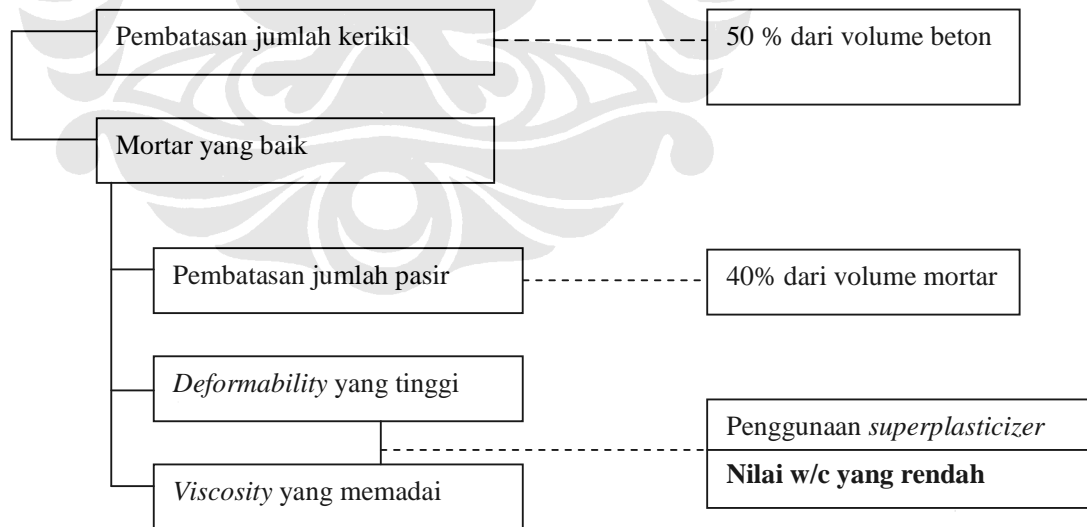 Pembatasan jumlah kerikil
50 % dari volume beton
Mortar yang baik
Pembatasan jumlah pasir
40% dari volume mortar
Deformability yang tinggi
Penggunaan superplasticizer
Nilai w/c yang rendah
Viscosity yang memadai